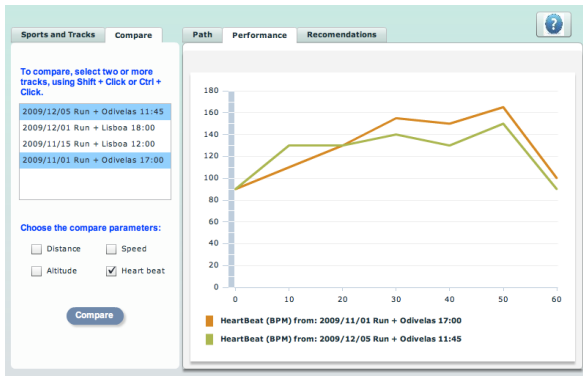 Sports and Tracks Compare
Path Performance Recomendations
?
To compare, select two or more
tracks, using Shift + Click or Ctrl +
Click.
2009/12/05 Run + Odivelas 11:45
2009/12/01 Run + Lisboa 18:00
2009/11/15 Run + Lisboa 12:00
2009/11/01 Run + Odivelas 17:00
Choose the compare parameters:
Distance Speed
Altitude Heart beat
Compare
180
160
140
120
100
80
60
40
20
0
0 10 20 30 40 50 60
HeartBeat (BPM) from: 2009/11/01 Run + Odivelas 17:00
HeartBeat (BPM) from: 2009/12/05 Run + Odivelas 11:45